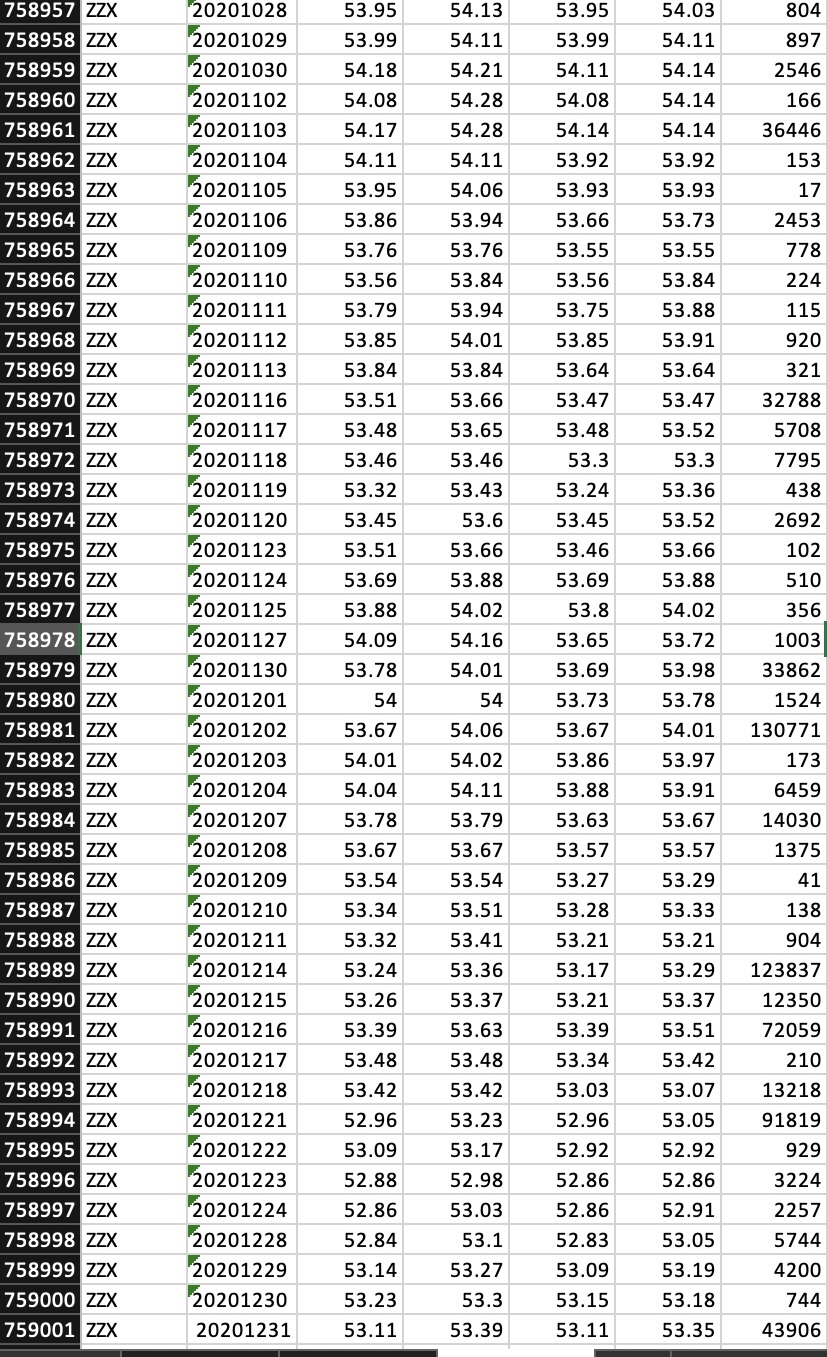 758957 ZZX 20201028 53.95 54.13 53.95 54.03 804
758958 ZZX 20201029 53.99 54.11 53.99 54.11 897
758959 ZZX 20201030 54.18 54.21 54.11 54.14 2546
758960 ZZX 20201102 54.08 54.28 54.08 54.14 166
758961 ZZX 20201103 54.17 54.28 54.14 54.14 36446
758962 ZZX 20201104 54.11 54.11 53.92 53.92 153
758963 ZZX 20201105 53.95 54.06 53.93 53.93 17
758964 ZZX 20201106 53.86 53.94 53.66 53.73 2453
758965 ZZX 20201109 53.76 53.76 53.55 53.55 778
758966 ZZX 20201110 53.56 53.84 53.56 53.84 224
758967 ZZX 20201111 53.79 53.94 53.75 53.88 115
758968 ZZX 20201112 53.85 54.01 53.85 53.91 920
758969 ZZX 20201113 53.84 53.84 53.64 53.64 321
758970 ZZX 20201116 53.51 53.66 53.47 53.47 32788
758971 ZZX 20201117 53.48 53.65 53.48 53.52 5708
758972 ZZX 20201118 53.46 53.46 53.3 53.3 7795
758973 ZZX 20201119 53.32 53.43 53.24 53.36 438
758974 ZZX 20201120 53.45 53.6 53.45 53.52 2692
758975 ZZX 20201123 53.51 53.66 53.46 53.66 102
758976 ZZX 20201124 53.69 53.88 53.69 53.88 510
758977 ZZX 20201125 53.88 54.02 53.8 54.02 356
758978 ZZX 20201127 54.09 54.16 53.65 53.72 1003
758979 ZZX 20201130 53.78 54.01 53.69 53.98 33862
758980 ZZX 20201201 54 54 53.73 53.78 1524
758981 ZZX 20201202 53.67 54.06 53.67 54.01 130771
758982 ZZX 20201203 54.01 54.02 53.86 53.97 173
758983 ZZX 20201204 54.04 54.11 53.88 53.91 6459
758984 ZZX 20201207 53.78 53.79 53.63 53.67 14030
758985 ZZX 20201208 53.67 53.67 53.57 53.57 1375
758986 ZZX 20201209 53.54 53.54 53.27 53.29 41
758987 ZZX 20201210 53.34 53.51 53.28 53.33 138
758988 ZZX 20201211 53.32 53.41 53.21 53.21 904
758989 ZZX 20201214 53.24 53.36 53.17 53.29 123837
758990 ZZX 20201215 53.26 53.37 53.21 53.37 12350
758991 ZZX 20201216 53.39 53.63 53.39 53.51 72059
758992 ZZX 20201217 53.48 53.48 53.34 53.42 210
758993 ZZX 20201218 53.42 53.42 53.03 53.07 13218
758994 ZZX 20201221 52.96 53.23 52.96 53.05 91819
758995 ZZX 20201222 53.09 53.17 52.92 52.92 929
758996 ZZX 20201223 52.88 52.98 52.86 52.86 3224
758997 ZZX 20201224 52.86 53.03 52.86 52.91 2257
758998 ZZX 20201228 52.84 53.1 52.83 53.05 5744
758999 ZZX 20201229 53.14 53.27 53.09 53.19 4200
759000 ZZX 20201230 53.23 53.3 53.15 53.18 744
759001 ZZX 20201231 53.11 53.39 53.11 53.35 43906